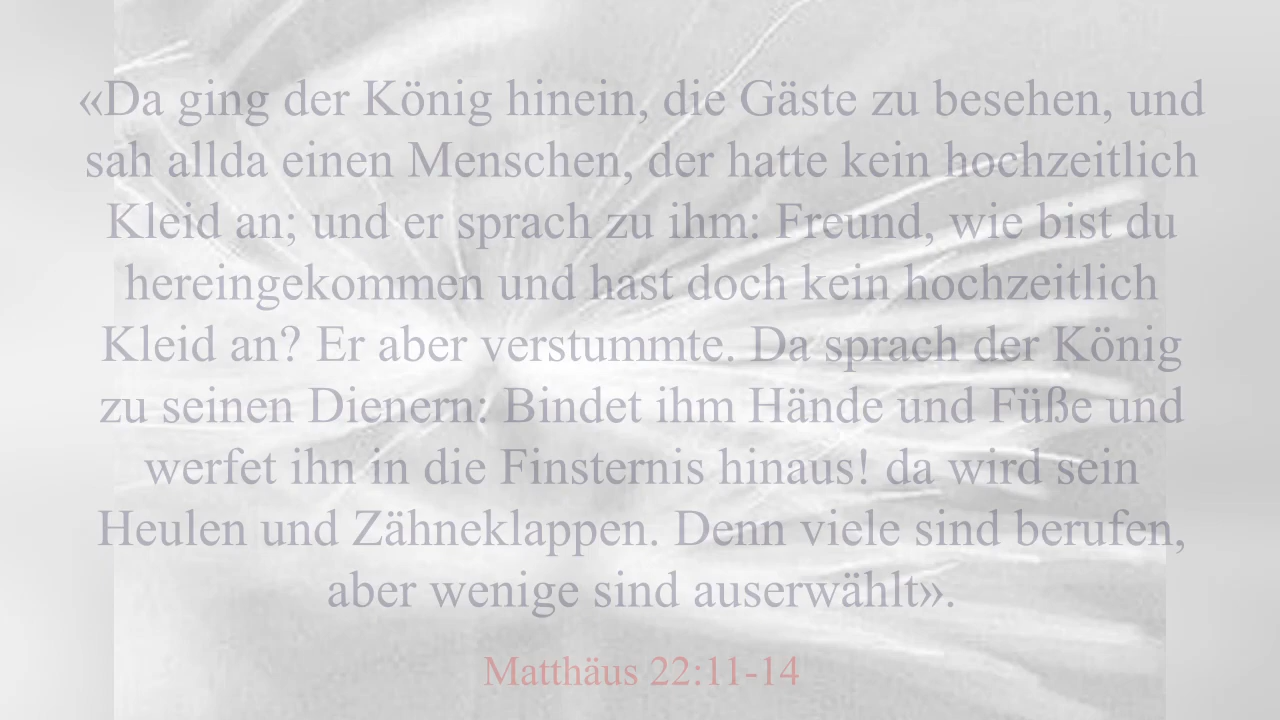 «Da ging der König hinein, die Gäste zu besehen, und
sah allda einen Menschen, der hatte kein hochzeitlich
Kleid an; und er sprach zu ihm: Freund, wie bist du
hereingekommen und hast doch kein hochzeitlich
Kleid an? Er aber verstummte. Da sprach der König
zu seinen Dienern: Bindet ihm Hände und Füße und
werfet ihn in die Finsternis hinaus! da wird sein
Heulen und Zähneklappen. Denn viele sind berufen,
aber wenige sind auserwählt».
Matthäus 22:11-14